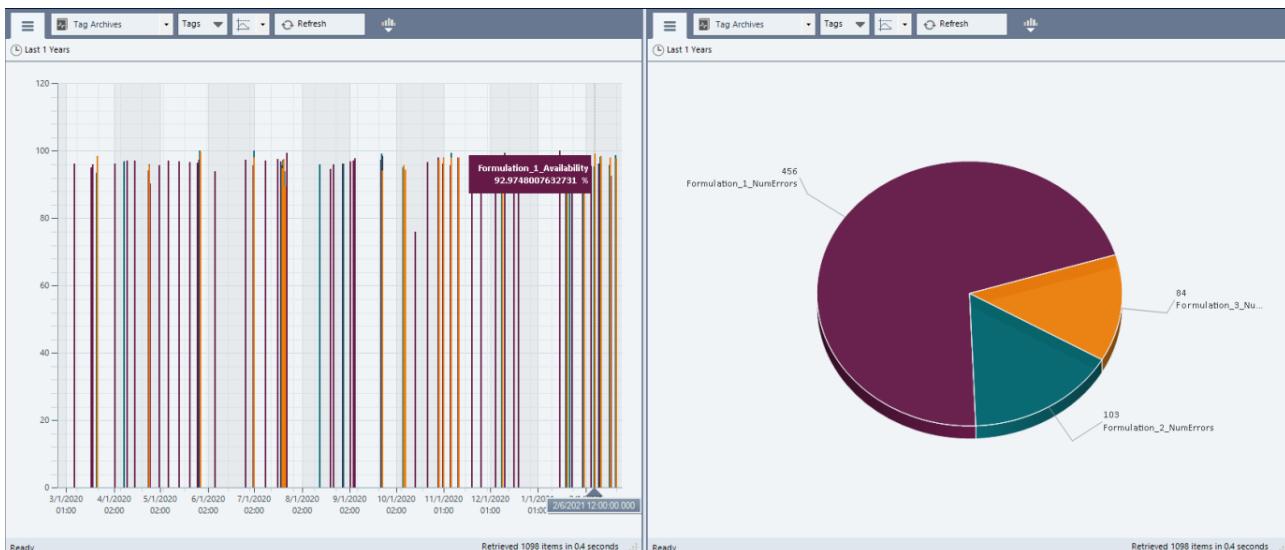 Tag Archives
Tags
Refresh
Last 1 Years
120
100
80
60
40
20
0
Formulation_1_Availability
92.9748007632731 %
3/1/2020 4/1/2020 5/1/2020 6/1/2020 7/1/2020 8/1/2020 9/1/2020 10/1/2020 11/1/2020 12/1/2020 1/1/
01:00 02:00 02:00 02:00 02:00 02:00 02:00 02:00 01:00 01:00 01:00
2/6/2021 12:00:00.000
Ready
Retrieved 1098 items in 0.4 seconds
Tag Archives
Tags
Refresh
Last 1 Years
456
Formulation_1_NumErrors
84
Formulation_3_Nu...
103
Formulation_2_NumErrors
Ready
Retrieved 1098 items in 0.4 seconds